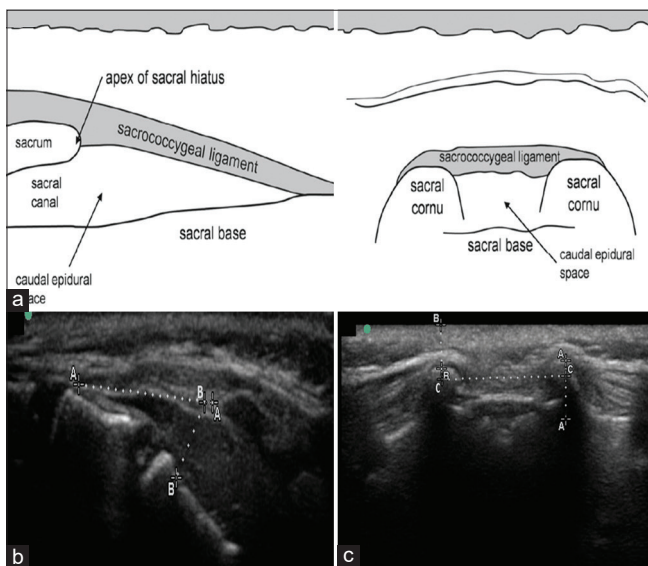 apex of sacral hiatus
sacrum
sacrococcygeal ligament
sacral
canal
sacral base
caudal epidural
space
a
sacrococcygeal ligament
sacral
cornu
sacral
cornu
sacral base
caudal epidural
space
A
B
A
B
b
B
A
B
C
C
A
c